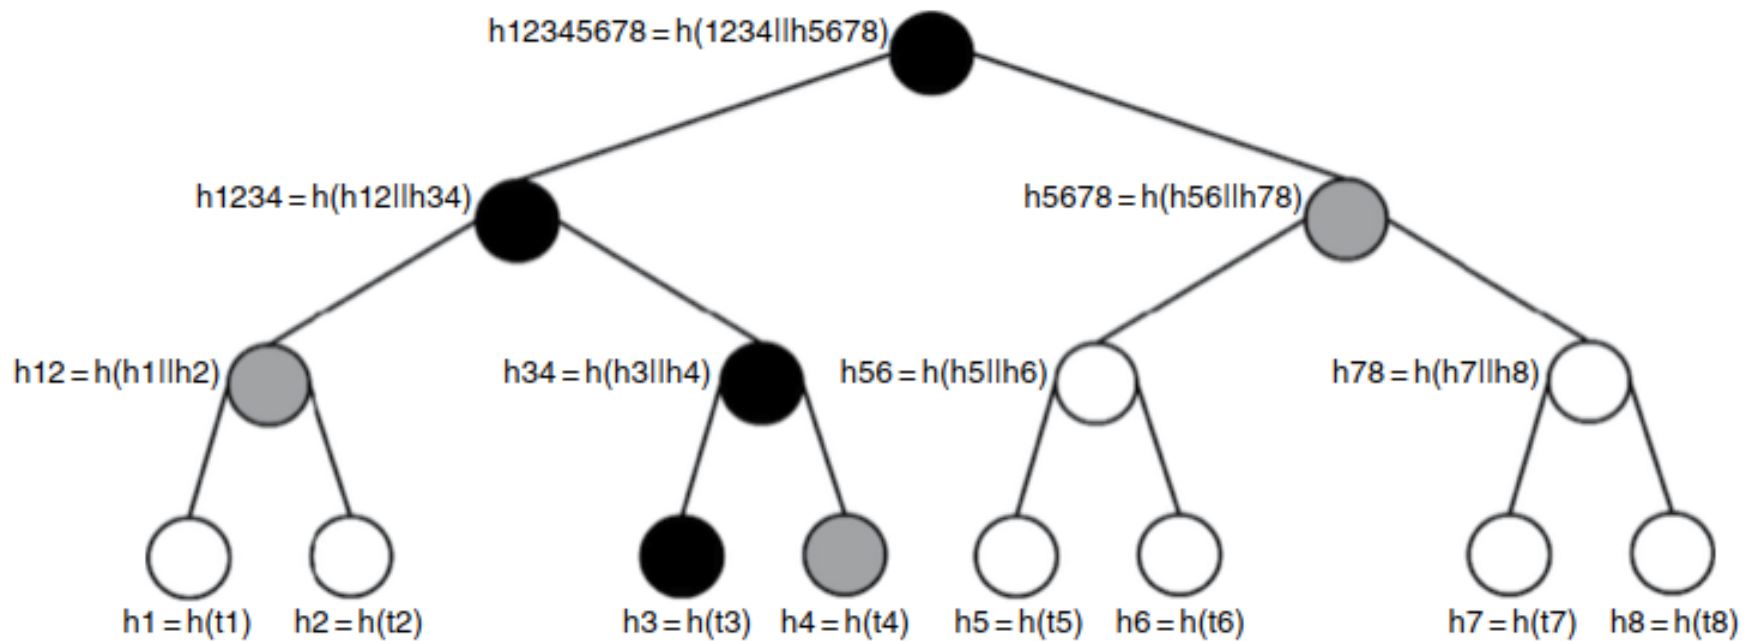 h12345678 = h(1234||h5678)
h1234 = h(h12||h34)
h5678 = h(h56||h78)
h12 = h(h1||h2)
h34 = h(h3||h4)
h56 = h(h5||h6)
h78 = h(h7||h8)
h1 = h(t1)
h2 = h(t2)
h3 = h(t3)
h4 = h(t4)
h5 = h(t5)
h6 = h(t6)
h7 = h(t7)
h8 = h(t8)